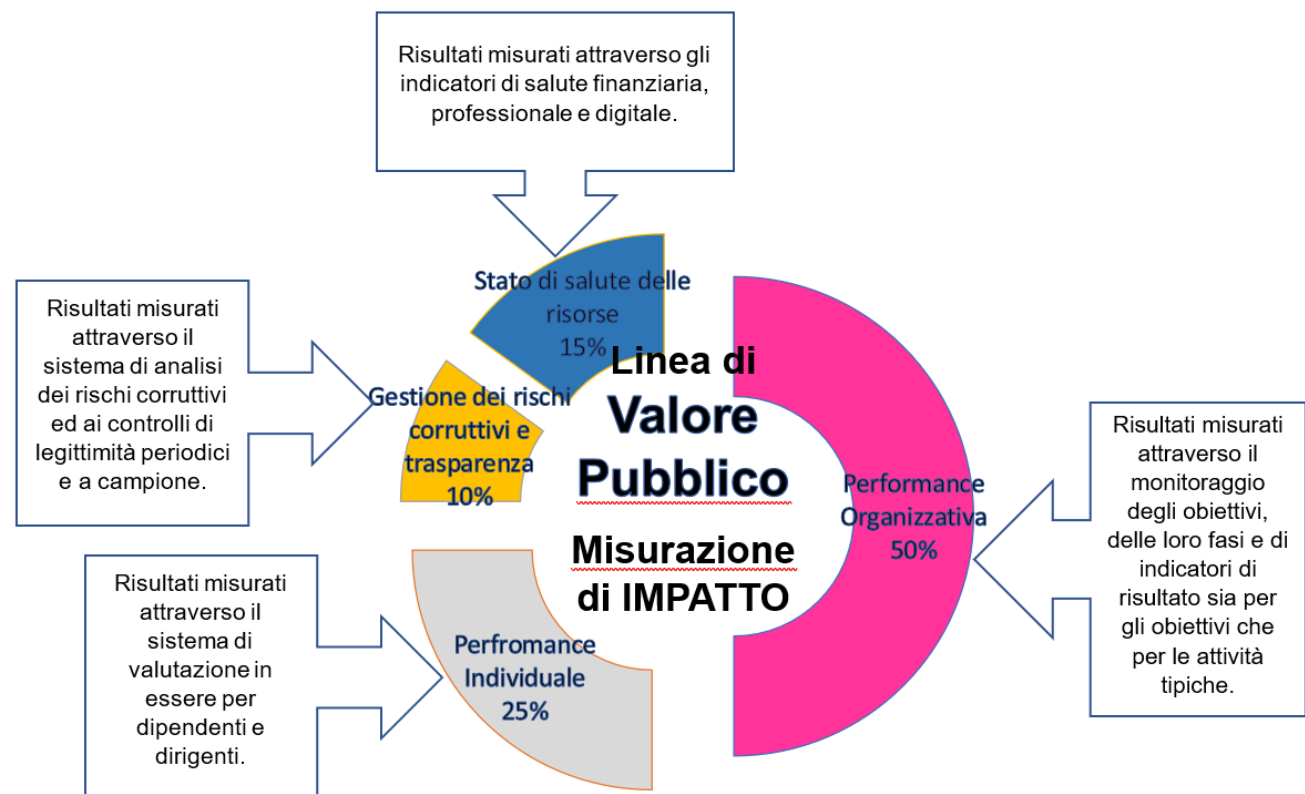 Risultati misurati attraverso gli
indicatori di salute finanziaria,
professionale e digitale.
Stato di salute delle
risorse
15%
Risultati misurati
attraverso il
sistema di analisi
dei rischi corruttivi
ed ai controlli di
legittimità periodici
e a campione.
Gestione dei rischi
corruttivi e
trasparenza
10%
Linea di
Valore
Pubblico
Misurazione
di IMPATTO
Performance
Organizzativa
50%
Risultati misurati
attraverso il
monitoraggio
degli obiettivi,
delle loro fasi e di
indicatori di
risultato sia per
gli obiettivi che
per le attività
tipiche.
Risultati misurati
attraverso il
sistema di
valutazione in
essere per
dipendenti e
dirigenti.
Perfromance
Individuale
25%